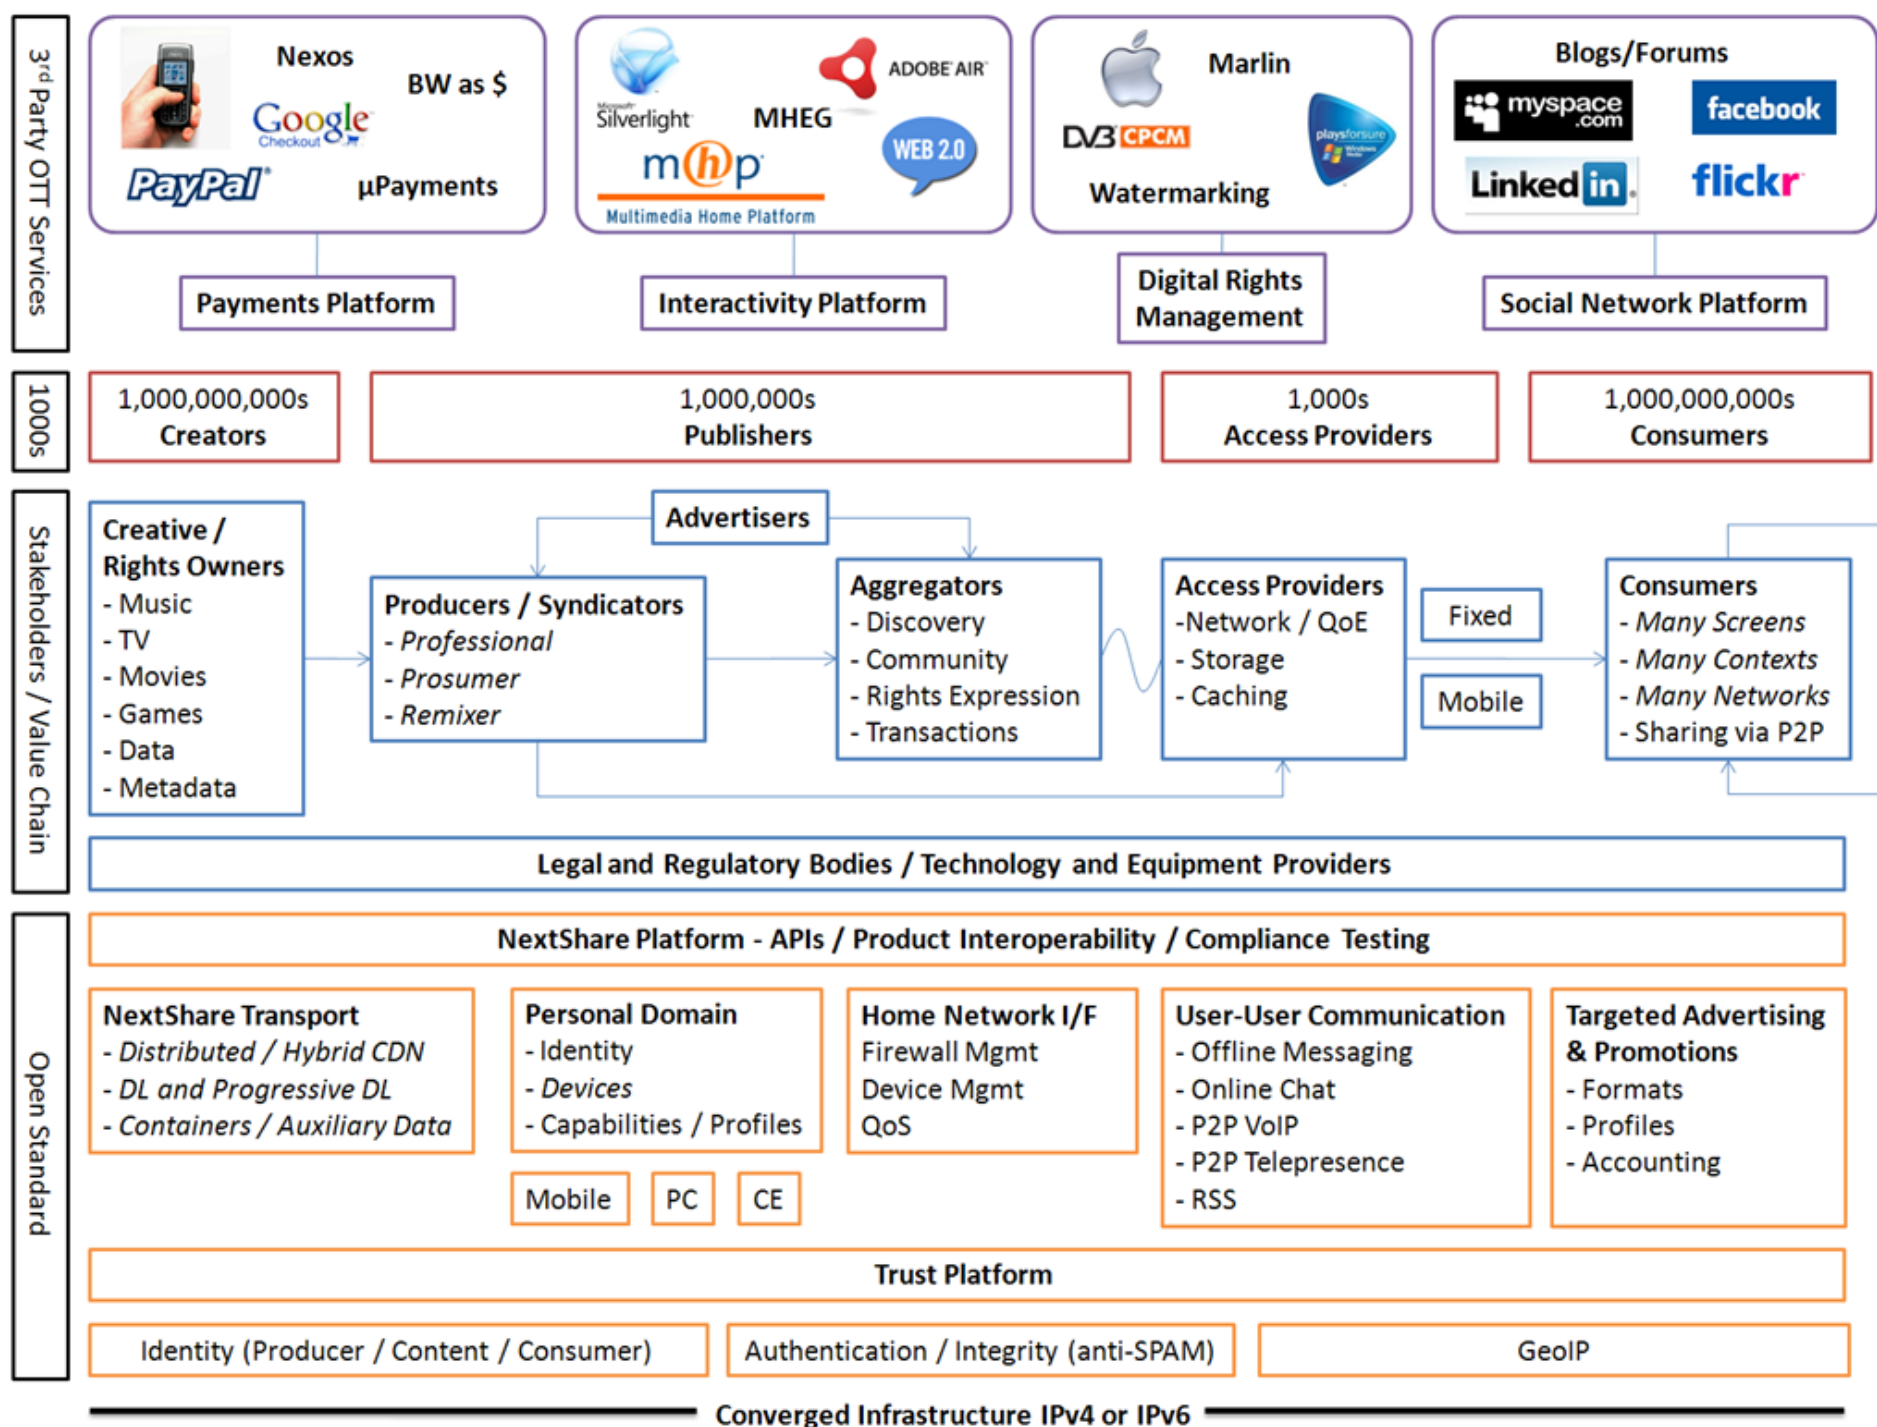 3rd Party OTT Services
Nexos
BW as $
Google
Checkout
PayPal
µPayments
Payments Platform
Microsoft
Silverlight
ADOBE AIR
MHEG
mhp
Multimedia Home Platform
WEB 2.0
Interactivity Platform
Marlin
DVB CPCM
playsforsure
Windows
Media
Watermarking
Digital Rights
Management
Blogs/Forums
myspace
.com
facebook
Linked in
flickr
Social Network Platform
1000s
1,000,000,000s
Creators
1,000,000s
Publishers
1,000s
Access Providers
1,000,000,000s
Consumers
Stakeholders / Value Chain
Creative /
Rights Owners
- Music
- TV
- Movies
- Games
- Data
- Metadata
Advertisers
Producers / Syndicators
- Professional
- Prosumer
- Remixer
Aggregators
- Discovery
- Community
- Rights Expression
- Transactions
Access Providers
-Network / QoE
- Storage
- Caching
Fixed
Mobile
Consumers
- Many Screens
- Many Contexts
- Many Networks
- Sharing via P2P
Legal and Regulatory Bodies / Technology and Equipment Providers
Open Standard
NextShare Platform - APIs / Product Interoperability / Compliance Testing
NextShare Transport
- Distributed / Hybrid CDN
- DL and Progressive DL
- Containers / Auxiliary Data
Personal Domain
- Identity
- Devices
- Capabilities / Profiles
Mobile
PC
CE
Home Network I/F
Firewall Mgmt
Device Mgmt
QoS
User-User Communication
- Offline Messaging
- Online Chat
- P2P VoIP
- P2P Telepresence
- RSS
Targeted Advertising
& Promotions
- Formats
- Profiles
- Accounting
Trust Platform
Identity (Producer / Content / Consumer)
Authentication / Integrity (anti-SPAM)
GeoIP
Converged Infrastructure IPv4 or IPv6